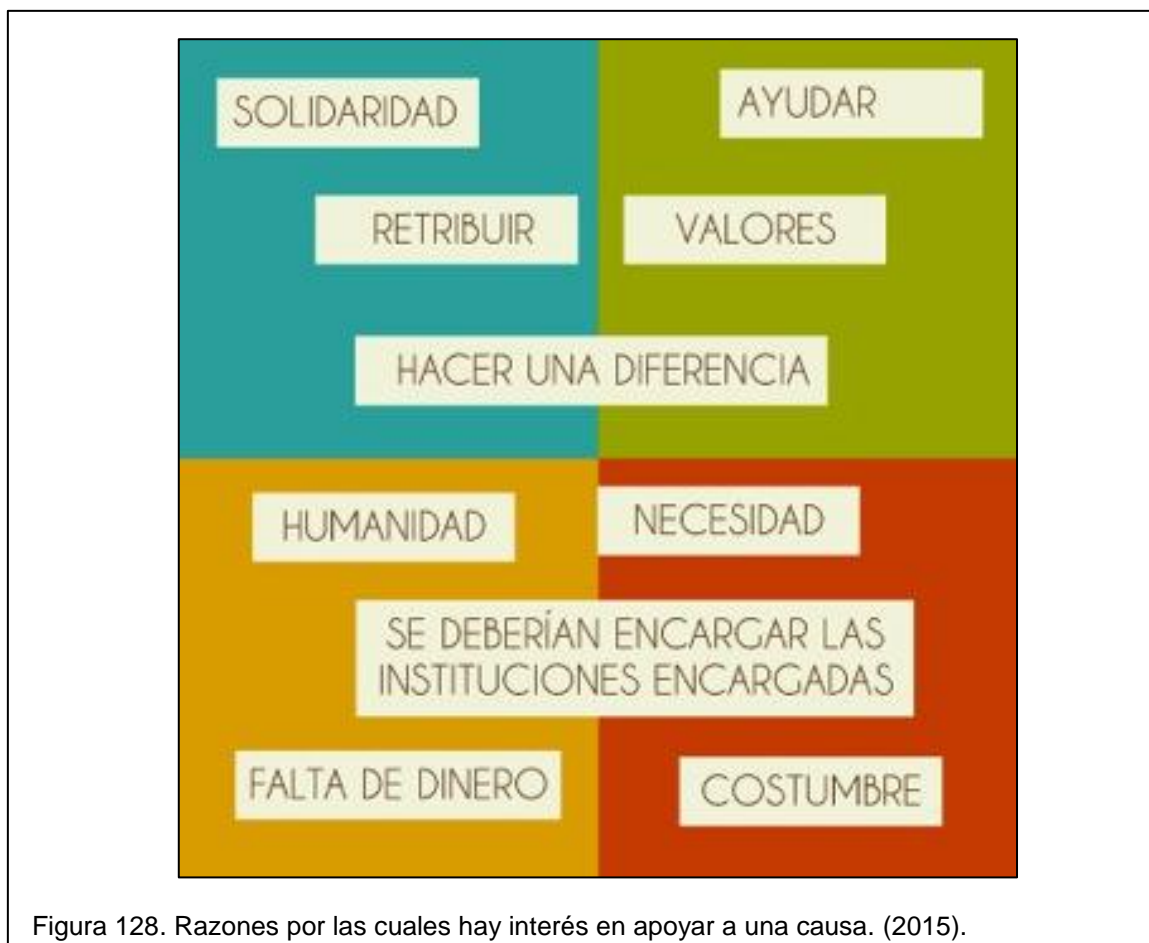 SOLIDARIDAD
AYUDAR
RETRIBUIR
VALORES
HACER UNA DIFERENCIA
HUMANIDAD
NECESIDAD
SE DEBERÍAN ENCARGAR LAS
INSTITUCIONES ENCARGADAS
FALTA DE DINERO
COSTUMBRE
Figura 128. Razones por las cuales hay interés en apoyar a una causa. (2015).